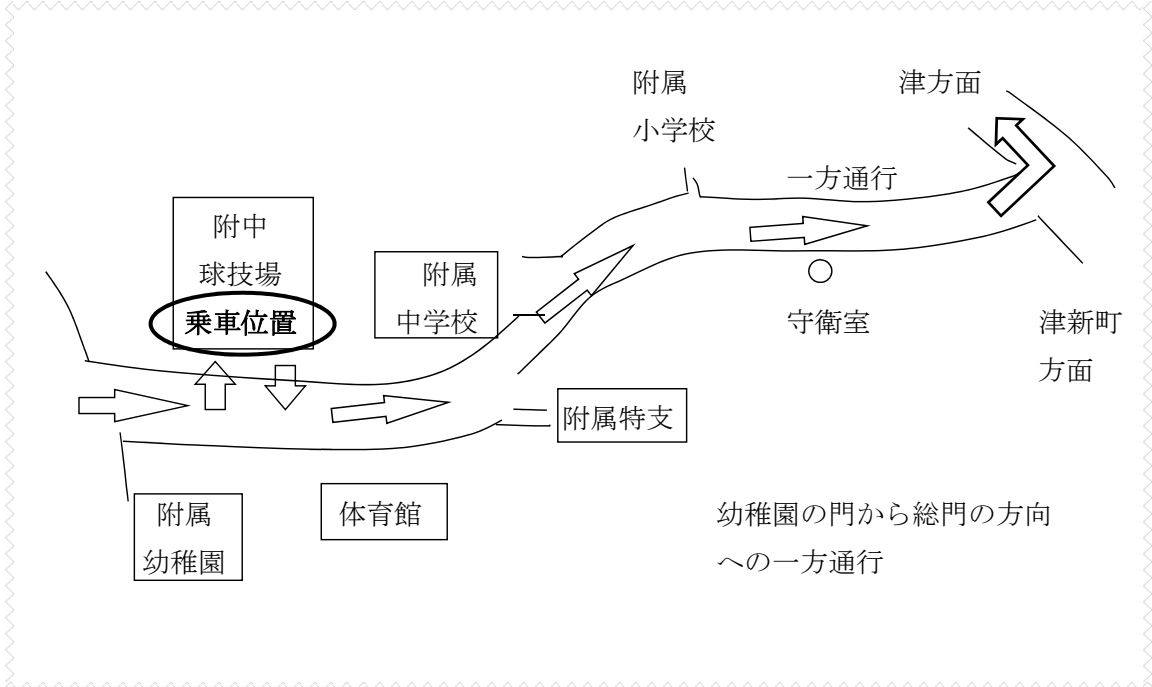 附属
小学校
津方面
一方通行
附中
球技場
乗車位置
附属
中学校
守衛室
津新町
方面
附属特支
附属
幼稚園
体育館
幼稚園の門から総門の方向
への一方通行